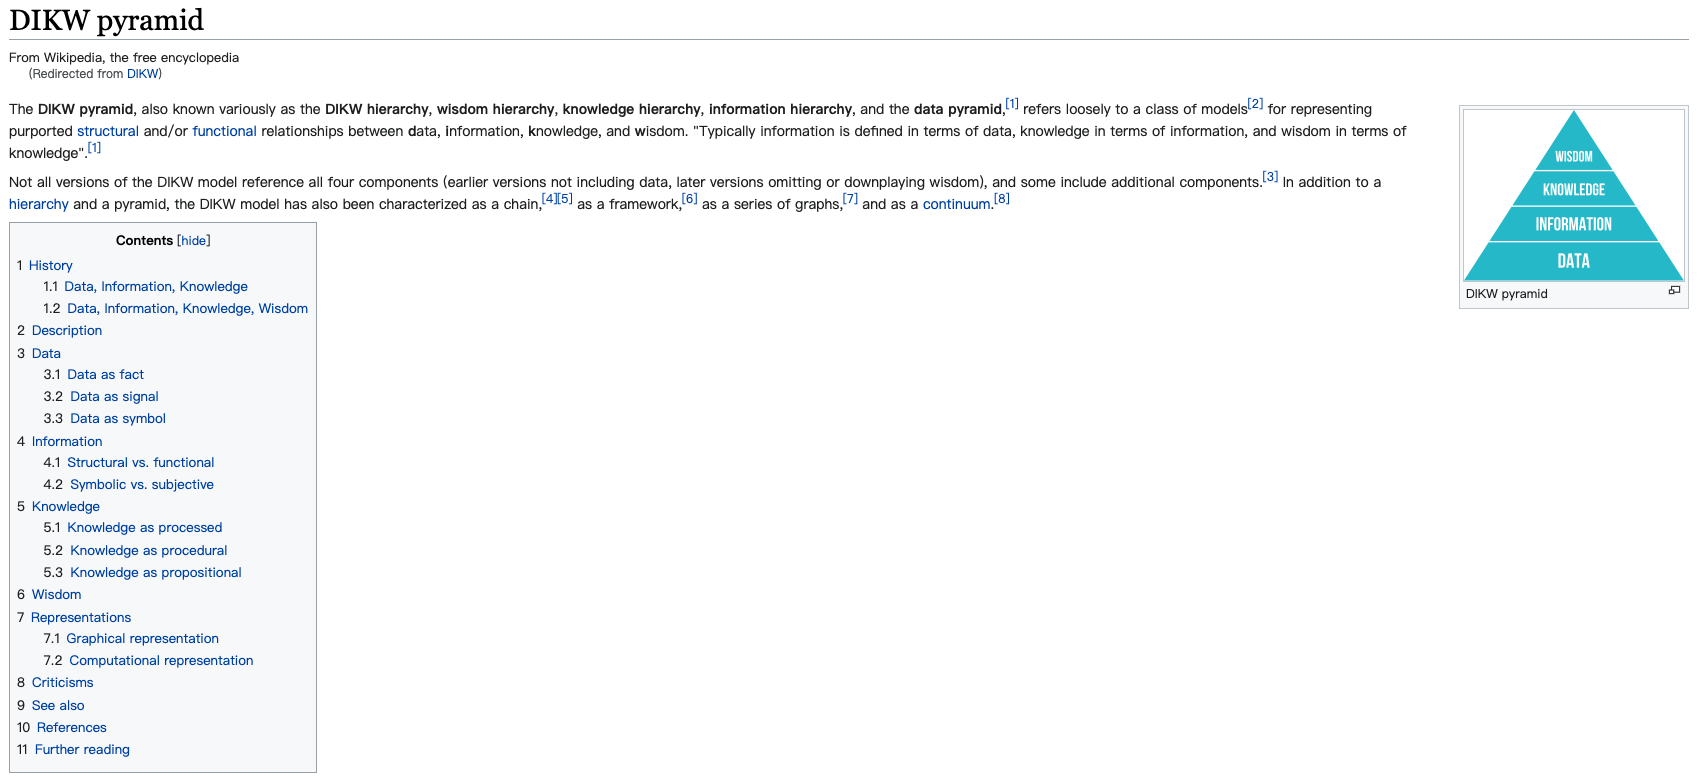 DIKW pyramid
From Wikipedia, the free encyclopedia
(Redirected from DIKW)
The DIKW pyramid, also known variously as the DIKW hierarchy, wisdom hierarchy, knowledge hierarchy, information hierarchy, and the data pyramid,[1] refers loosely to a class of models[2] for representing
purported structural and/or functional relationships between data, information, knowledge, and wisdom. "Typically information is defined in terms of data, knowledge in terms of information, and wisdom in terms of
knowledge".[1]
Not all versions of the DIKW model reference all four components (earlier versions not including data, later versions omitting or downplaying wisdom), and some include additional components.[3] In addition to a
hierarchy and a pyramid, the DIKW model has also been characterized as a chain,[4][5] as a framework,[6] as a series of graphs,[7] and as a continuum.[8]
WISDOM
KNOWLEDGE
INFORMATION
DATA
DIKW pyramid
Contents [hide]
1 History
1.1 Data, Information, Knowledge
1.2 Data, Information, Knowledge, Wisdom
2 Description
3 Data
3.1 Data as fact
3.2 Data as signal
3.3 Data as symbol
4 Information
4.1 Structural vs. functional
4.2 Symbolic vs. subjective
5 Knowledge
5.1 Knowledge as processed
5.2 Knowledge as procedural
5.3 Knowledge as propositional
6 Wisdom
7 Representations
7.1 Graphical representation
7.2 Computational representation
8 Criticisms
9 See also
10 References
11 Further reading